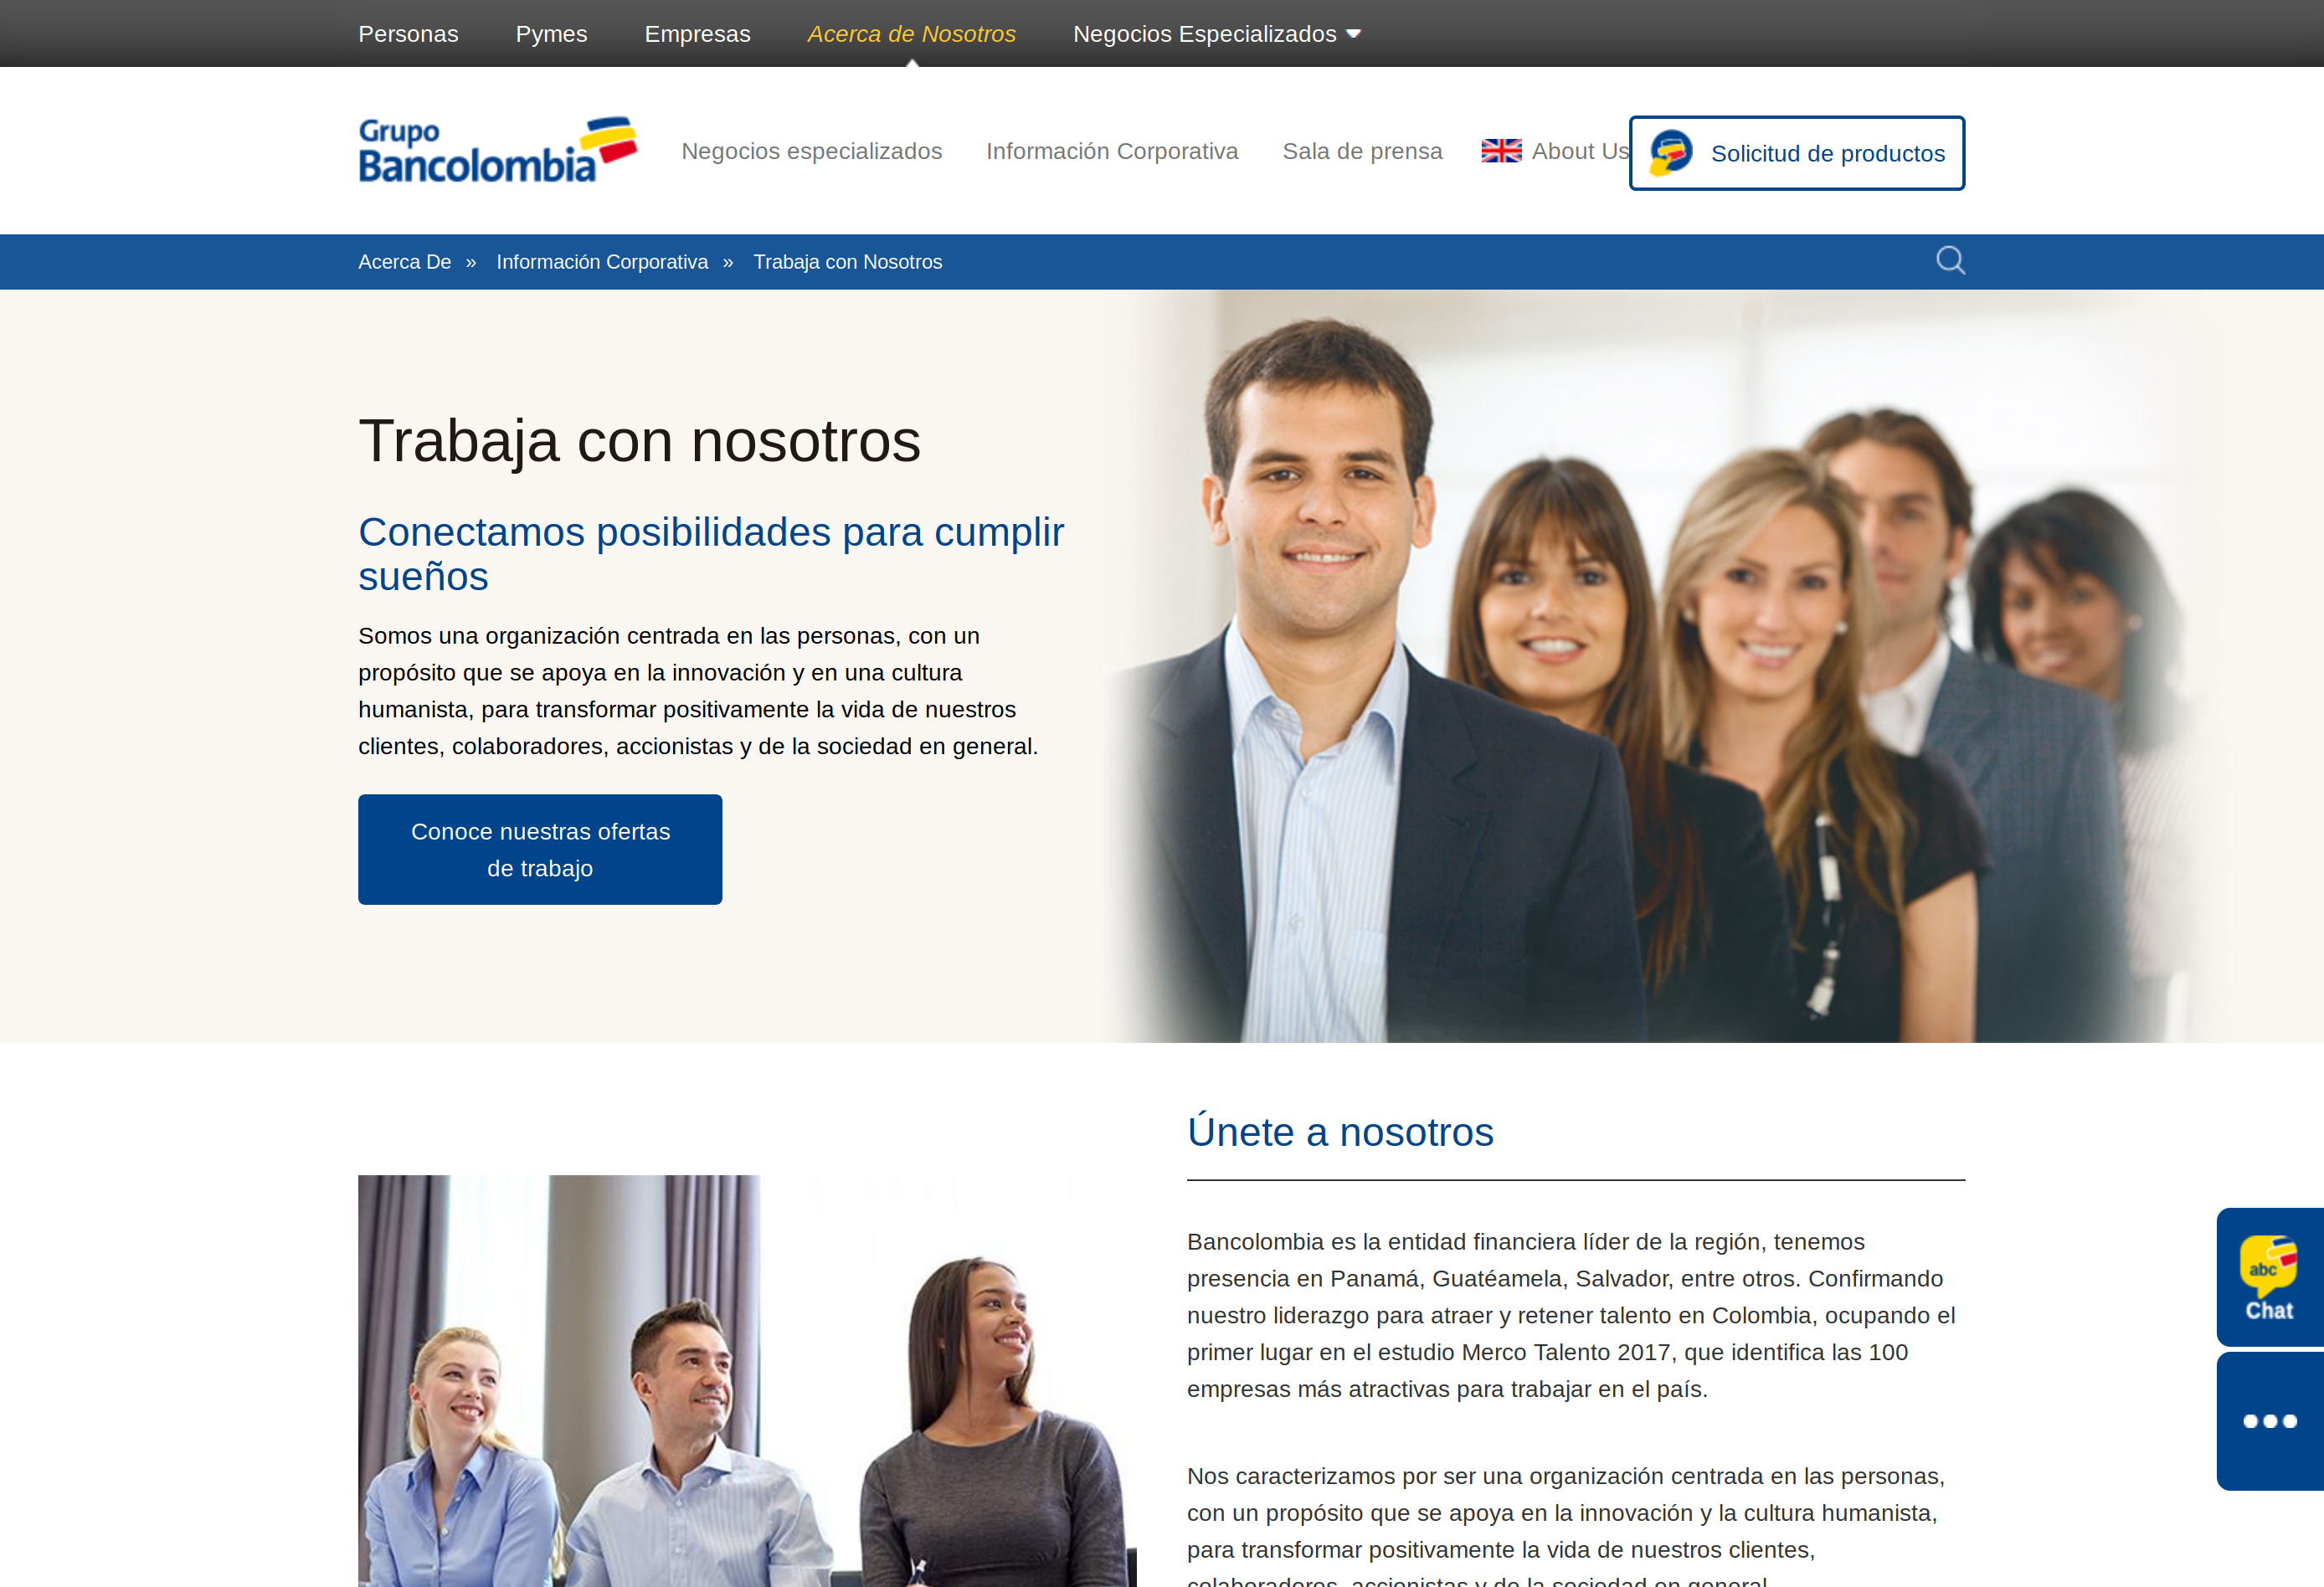 Personas Pymes Empresas Acerca de Nosotros Negocios Especializados
Grupo
Bancolombia
Negocios especializados Información Corporativa Sala de prensa About Us Solicitud de productos
Acerca De » Información Corporativa » Trabaja con Nosotros
Trabaja con nosotros
Conectamos posibilidades para cumplir
sueños
Somos una organización centrada en las personas, con un
propósito que se apoya en la innovación y en una cultura
humanista, para transformar positivamente la vida de nuestros
clientes, colaboradores, accionistas y de la sociedad en general.
Conoce nuestras ofertas
de trabajo
Únete a nosotros
Bancolombia es la entidad financiera líder de la región, tenemos
presencia en Panamá, Guatéamela, Salvador, entre otros. Confirmando
nuestro liderazgo para atraer y retener talento en Colombia, ocupando el
primer lugar en el estudio Merco Talento 2017, que identifica las 100
empresas más atractivas para trabajar en el país.
Nos caracterizamos por ser una organización centrada en las personas,
con un propósito que se apoya en la innovación y la cultura humanista,
para transformar positivamente la vida de nuestros clientes,
colaboradores, accionistas y de la sociedad en general.
abc
Chat